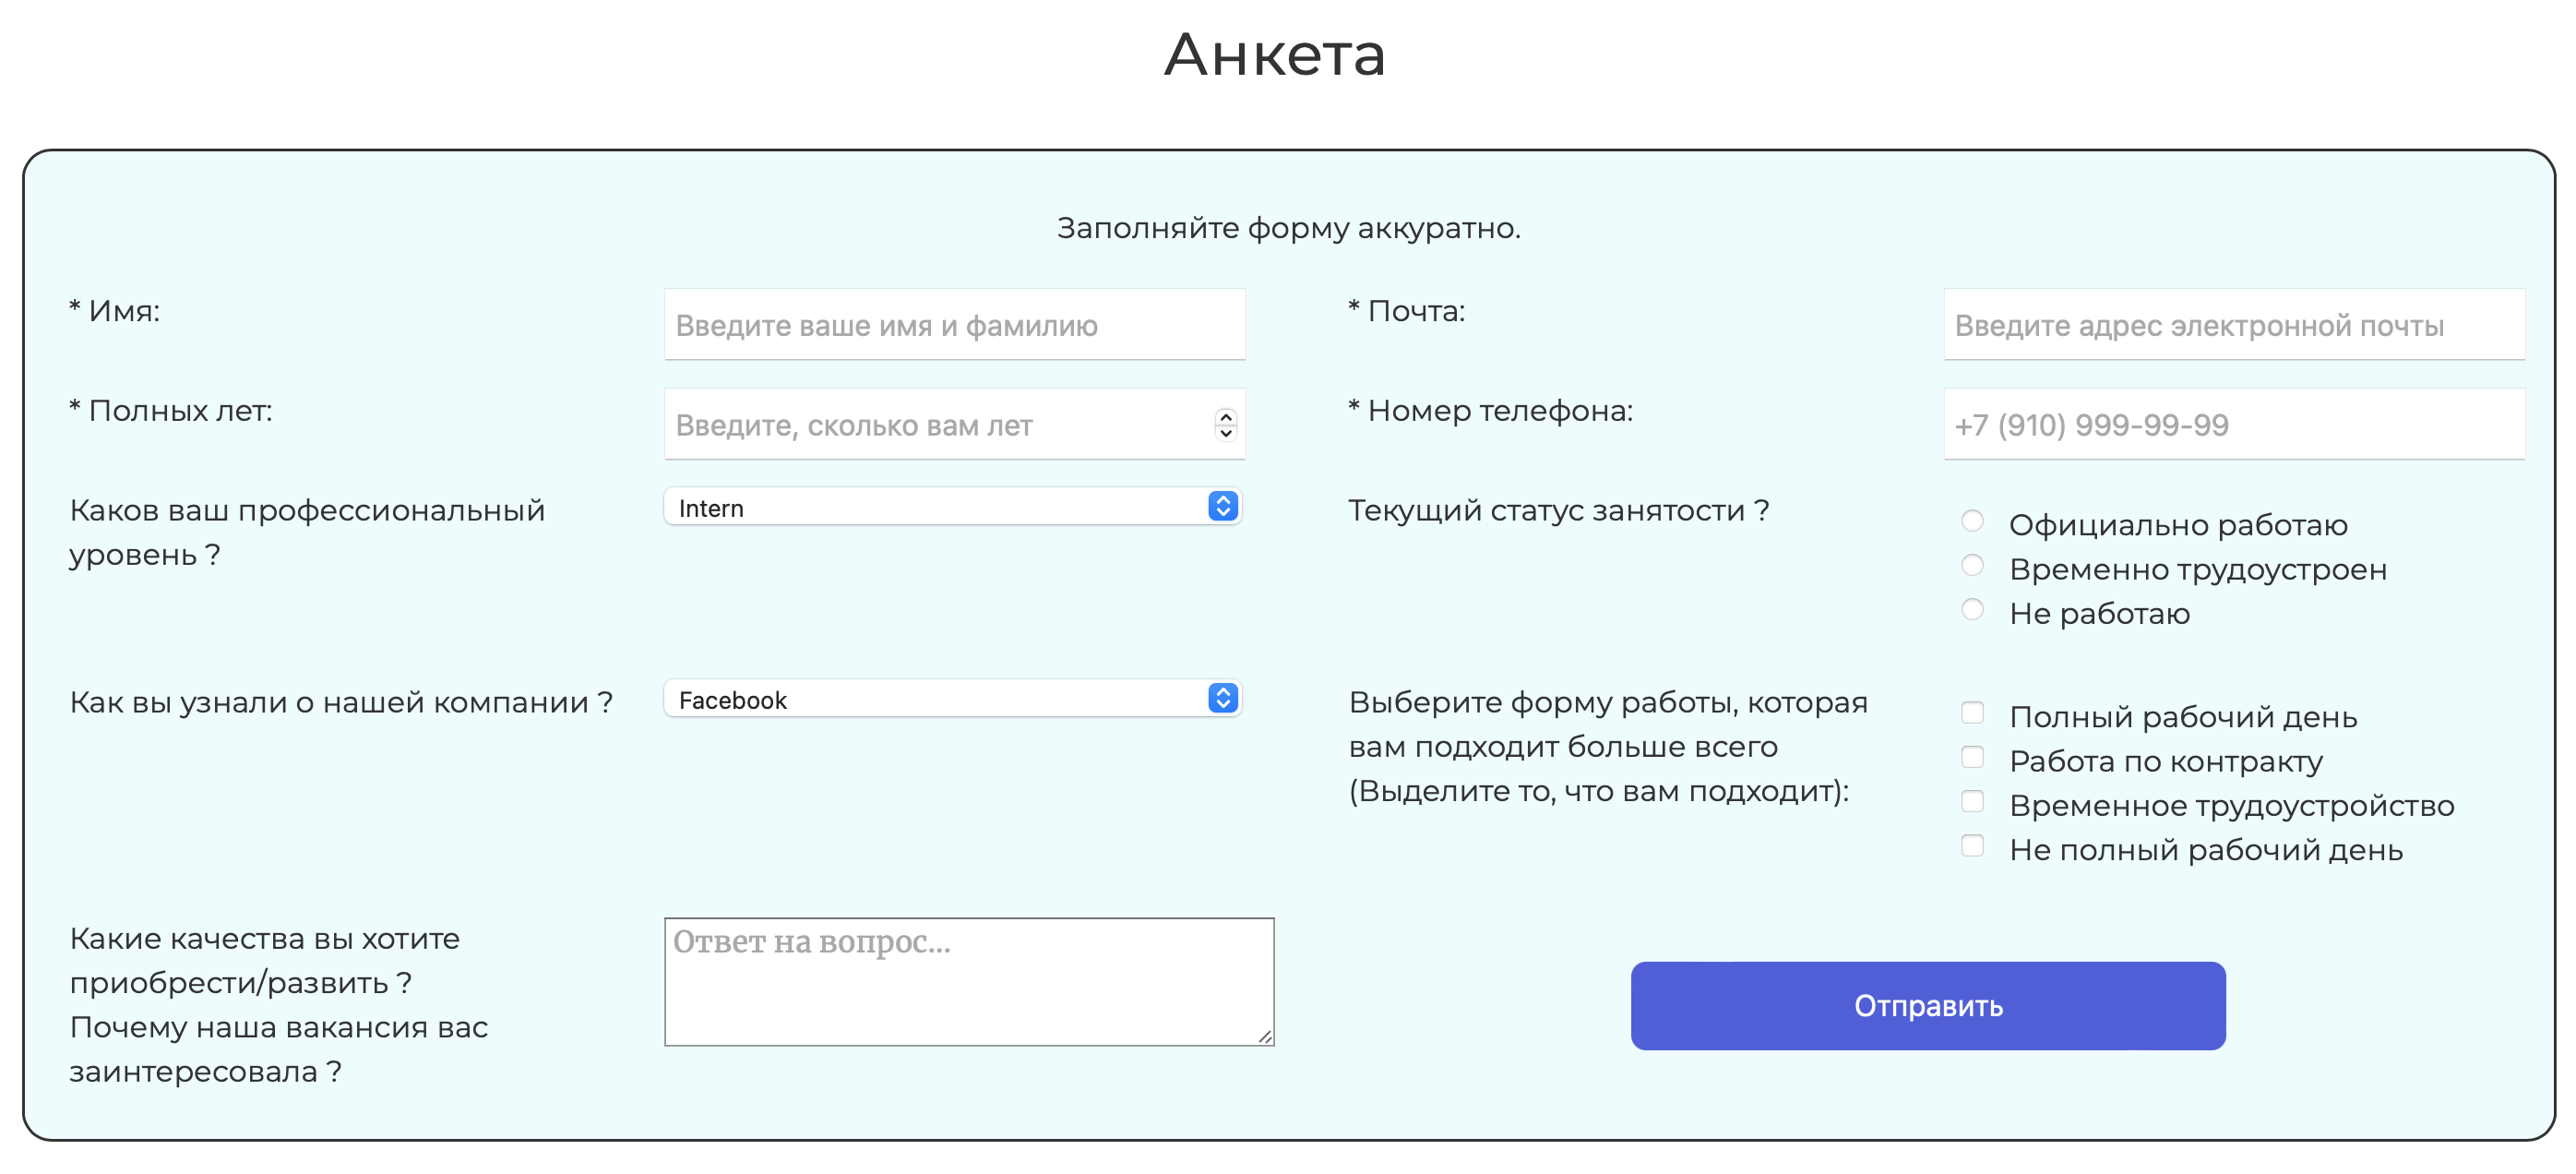 Анкета
Заполняйте форму аккуратно.
* Имя:
Введите ваше имя и фамилию
* Почта:
Введите адрес электронной почты
* Полных лет:
Введите, сколько вам лет
* Номер телефона:
+7 (910) 999-99-99
Каков ваш профессиональный
уровень ?
Intern
Текущий статус занятости ?
Официально работаю
Временно трудоустроен
Не работаю
Как вы узнали о нашей компании ?
Facebook
Выберите форму работы, которая
вам подходит больше всего
(Выделите то, что вам подходит):
Полный рабочий день
Работа по контракту
Временное трудоустройство
Не полный рабочий день
Какие качества вы хотите
приобрести/развить ?
Почему наша вакансия вас
заинтересовала ?
Ответ на вопрос...
Отправить